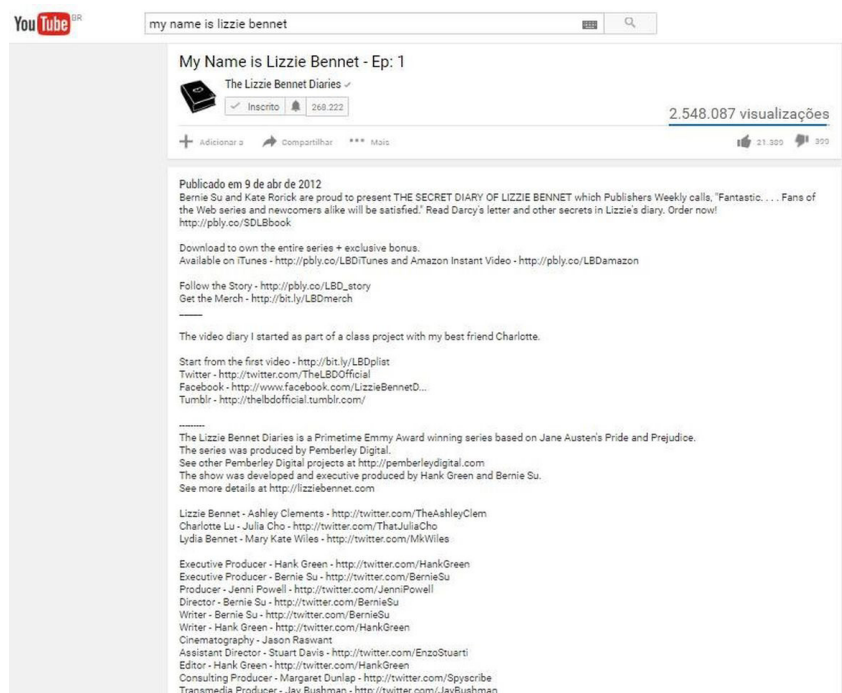 You Tube BR
my name is lizzie bennet
My Name is Lizzie Bennet - Ep: 1
The Lizzie Bennet Diaries
Inscrito 268.222
2.548.087 visualizações
Adicionar a Compartilhar Mais
21.309 399
Publicado em 9 de abr de 2012
Bernie Su and Kate Rorick are proud to present THE SECRET DIARY OF LIZZIE BENNET which Publishers Weekly calls, "Fantastic. . . . Fans of
the Web series and newcomers alike will be satisfied." Read Darcy's letter and other secrets in Lizzie's diary. Order now!
http://pbly.co/SDLBbook
Download to own the entire series + exclusive bonus.
Available on iTunes - http://pbly.co/LBDiTunes and Amazon Instant Video - http://pbly.co/LBDamazon
Follow the Story - http://pbly.co/LBD_story
Get the Merch - http://bit.ly/LBDmerch
_____
The video diary I started as part of a class project with my best friend Charlotte.
Start from the first video - http://bit.ly/LBDplist
Twitter - http://twitter.com/TheLBDOfficial
Facebook - http://www.facebook.com/LizzieBennetD...
Tumblr - http://thelbdofficial.tumblr.com/
---------
The Lizzie Bennet Diaries is a Primetime Emmy Award winning series based on Jane Austen's Pride and Prejudice.
The series was produced by Pemberley Digital.
See other Pemberley Digital projects at http://pemberleydigital.com
The show was developed and executive produced by Hank Green and Bernie Su.
See more details at http://lizziebennet.com
Lizzie Bennet - Ashley Clements - http://twitter.com/TheAshleyClem
Charlotte Lu - Julia Cho - http://twitter.com/ThatJuliaCho
Lydia Bennet - Mary Kate Wiles - http://twitter.com/MkWiles
Executive Producer - Hank Green - http://twitter.com/HankGreen
Executive Producer - Bernie Su - http://twitter.com/BernieSu
Producer - Jenni Powell - http://twitter.com/JenniPowell
Director - Bernie Su - http://twitter.com/BernieSu
Writer - Bernie Su - http://twitter.com/BernieSu
Writer - Hank Green - http://twitter.com/HankGreen
Cinematography - Jason Raswant
Assistant Director - Stuart Davis - http://twitter.com/EnzoStuarti
Editor - Hank Green - http://twitter.com/HankGreen
Consulting Producer - Margaret Dunlap - http://twitter.com/Spyscribe
Transmedia Producer - Jay Bushman - http://twitter.com/JayBushman